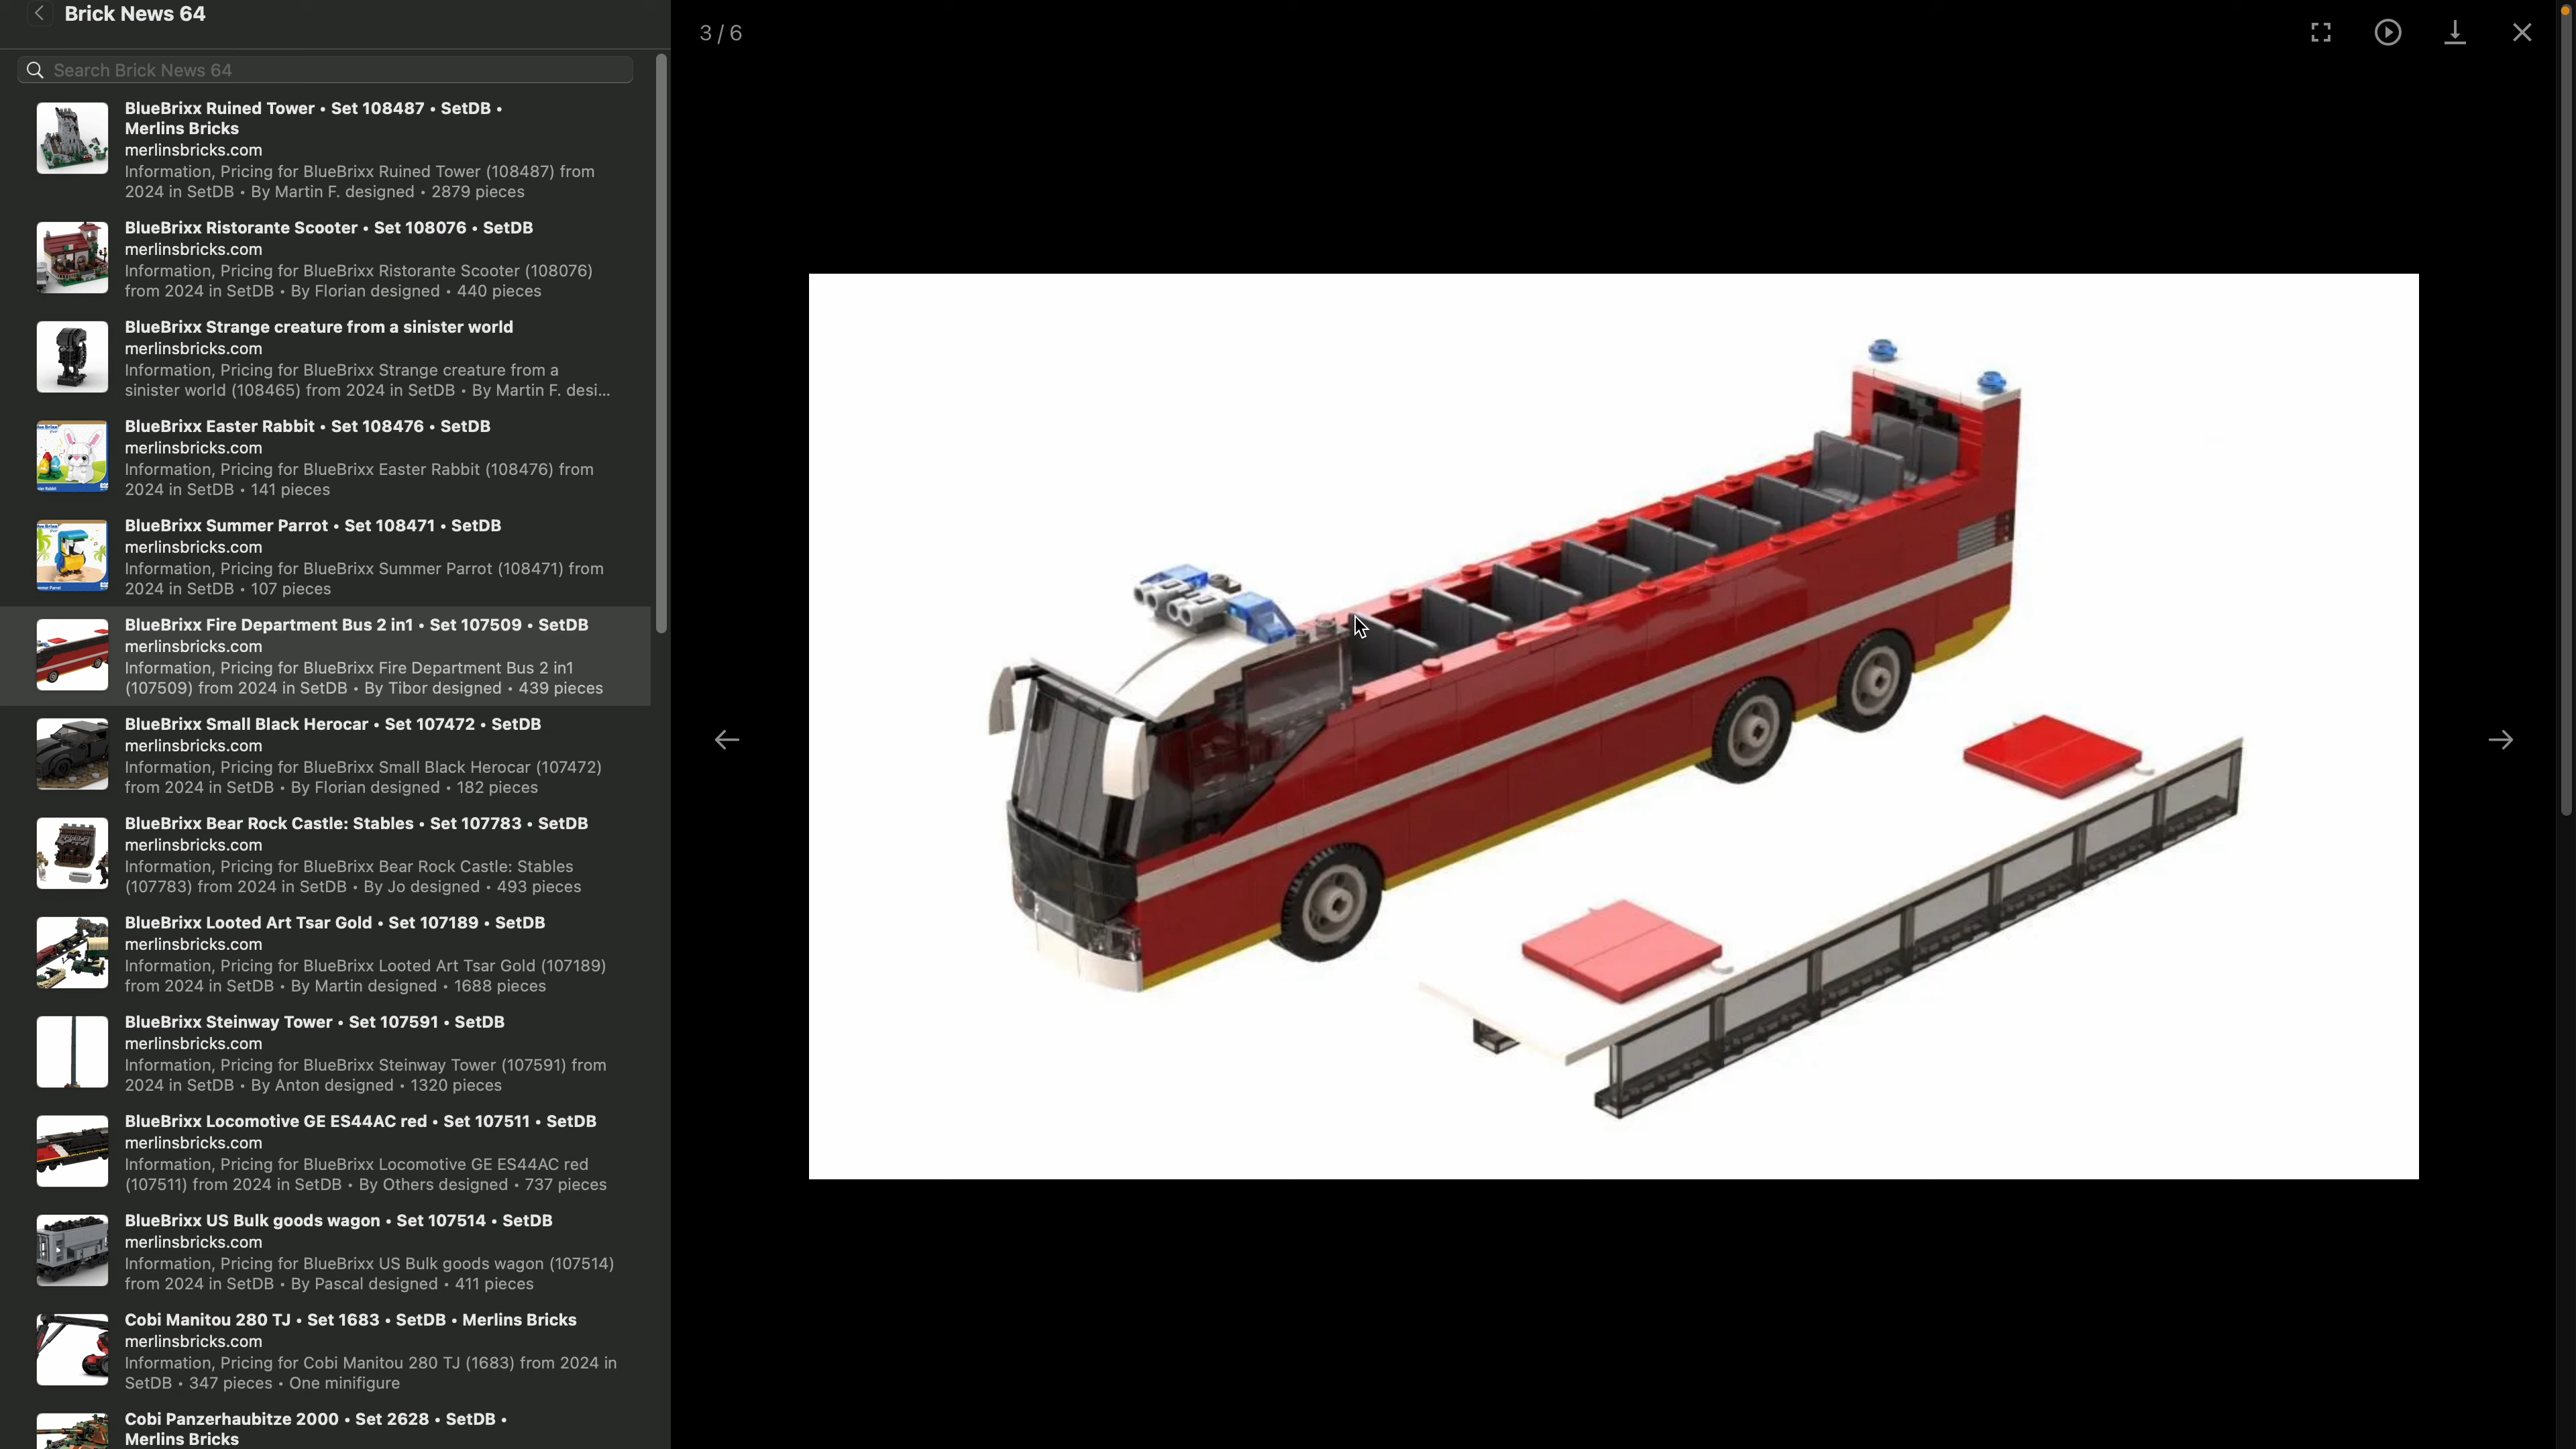 Brick News 64
3 / 6
Search Brick News 64
BlueBrixx Ruined Tower • Set 108487 • SetDB •
Merlins Bricks
merlinsbricks.com
Information, Pricing for BlueBrixx Ruined Tower (108487) from
2024 in SetDB • By Martin F. designed • 2879 pieces
BlueBrixx Ristorante Scooter • Set 108076 • SetDB
merlinsbricks.com
Information, Pricing for BlueBrixx Ristorante Scooter (108076)
from 2024 in SetDB • By Florian designed • 440 pieces
BlueBrixx Strange creature from a sinister world
merlinsbricks.com
Information, Pricing for BlueBrixx Strange creature from a
sinister world (108465) from 2024 in SetDB • By Martin F. desi...
BlueBrixx Easter Rabbit • Set 108476 • SetDB
merlinsbricks.com
Information, Pricing for BlueBrixx Easter Rabbit (108476) from
2024 in SetDB • 141 pieces
BlueBrixx Summer Parrot • Set 108471 • SetDB
merlinsbricks.com
Information, Pricing for BlueBrixx Summer Parrot (108471) from
2024 in SetDB • 107 pieces
BlueBrixx Fire Department Bus 2 in1 • Set 107509 • SetDB
merlinsbricks.com
Information, Pricing for BlueBrixx Fire Department Bus 2 in1
(107509) from 2024 in SetDB • By Tibor designed • 439 pieces
BlueBrixx Small Black Herocar • Set 107472 • SetDB
merlinsbricks.com
Information, Pricing for BlueBrixx Small Black Herocar (107472)
from 2024 in SetDB • By Florian designed • 182 pieces
BlueBrixx Bear Rock Castle: Stables • Set 107783 • SetDB
merlinsbricks.com
Information, Pricing for BlueBrixx Bear Rock Castle: Stables
(107783) from 2024 in SetDB • By Jo designed • 493 pieces
BlueBrixx Looted Art Tsar Gold • Set 107189 • SetDB
merlinsbricks.com
Information, Pricing for BlueBrixx Looted Art Tsar Gold (107189)
from 2024 in SetDB • By Martin designed • 1688 pieces
BlueBrixx Steinway Tower • Set 107591 • SetDB
merlinsbricks.com
Information, Pricing for BlueBrixx Steinway Tower (107591) from
2024 in SetDB • By Anton designed • 1320 pieces
BlueBrixx Locomotive GE ES44AC red • Set 107511 • SetDB
merlinsbricks.com
Information, Pricing for BlueBrixx Locomotive GE ES44AC red
(107511) from 2024 in SetDB • By Others designed • 737 pieces
BlueBrixx US Bulk goods wagon • Set 107514 • SetDB
merlinsbricks.com
Information, Pricing for BlueBrixx US Bulk goods wagon (107514)
from 2024 in SetDB • By Pascal designed • 411 pieces
Cobi Manitou 280 TJ • Set 1683 • SetDB • Merlins Bricks
merlinsbricks.com
Information, Pricing for Cobi Manitou 280 TJ (1683) from 2024 in
SetDB • 347 pieces • One minifigure
Cobi Panzerhaubitze 2000 • Set 2628 • SetDB •
Merlins Bricks